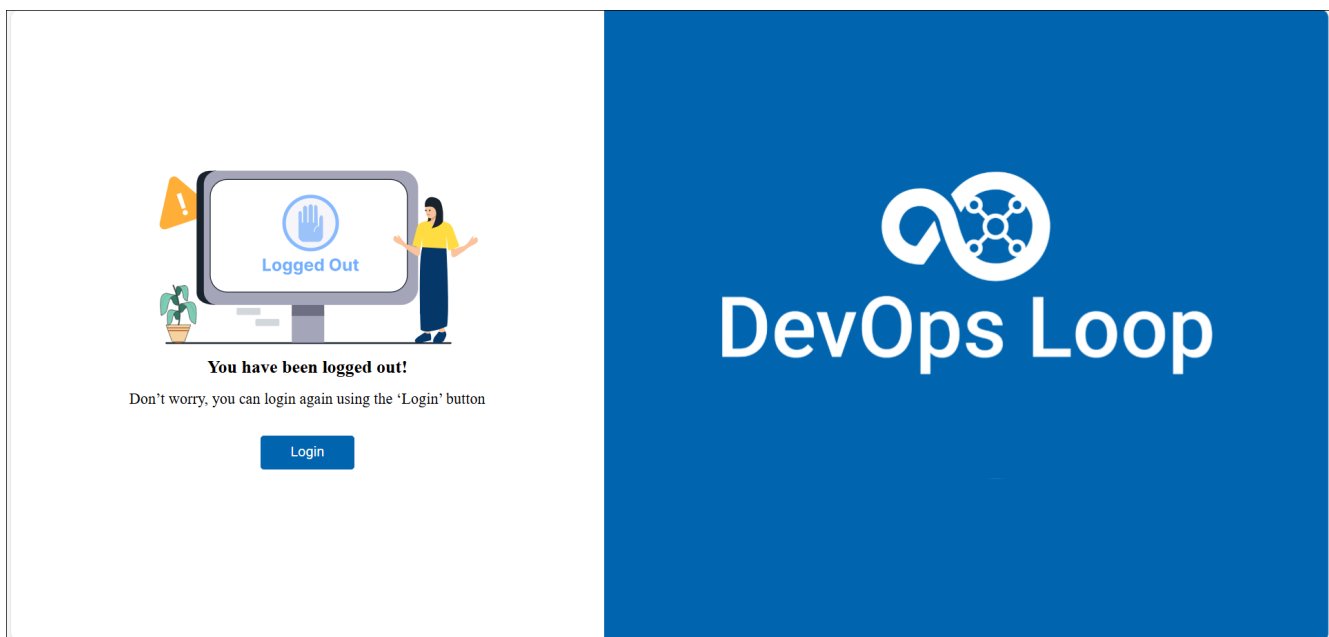 Logged Out
You have been logged out!
Don’t worry, you can login again using the ‘Login’ button
Login
DevOps Loop